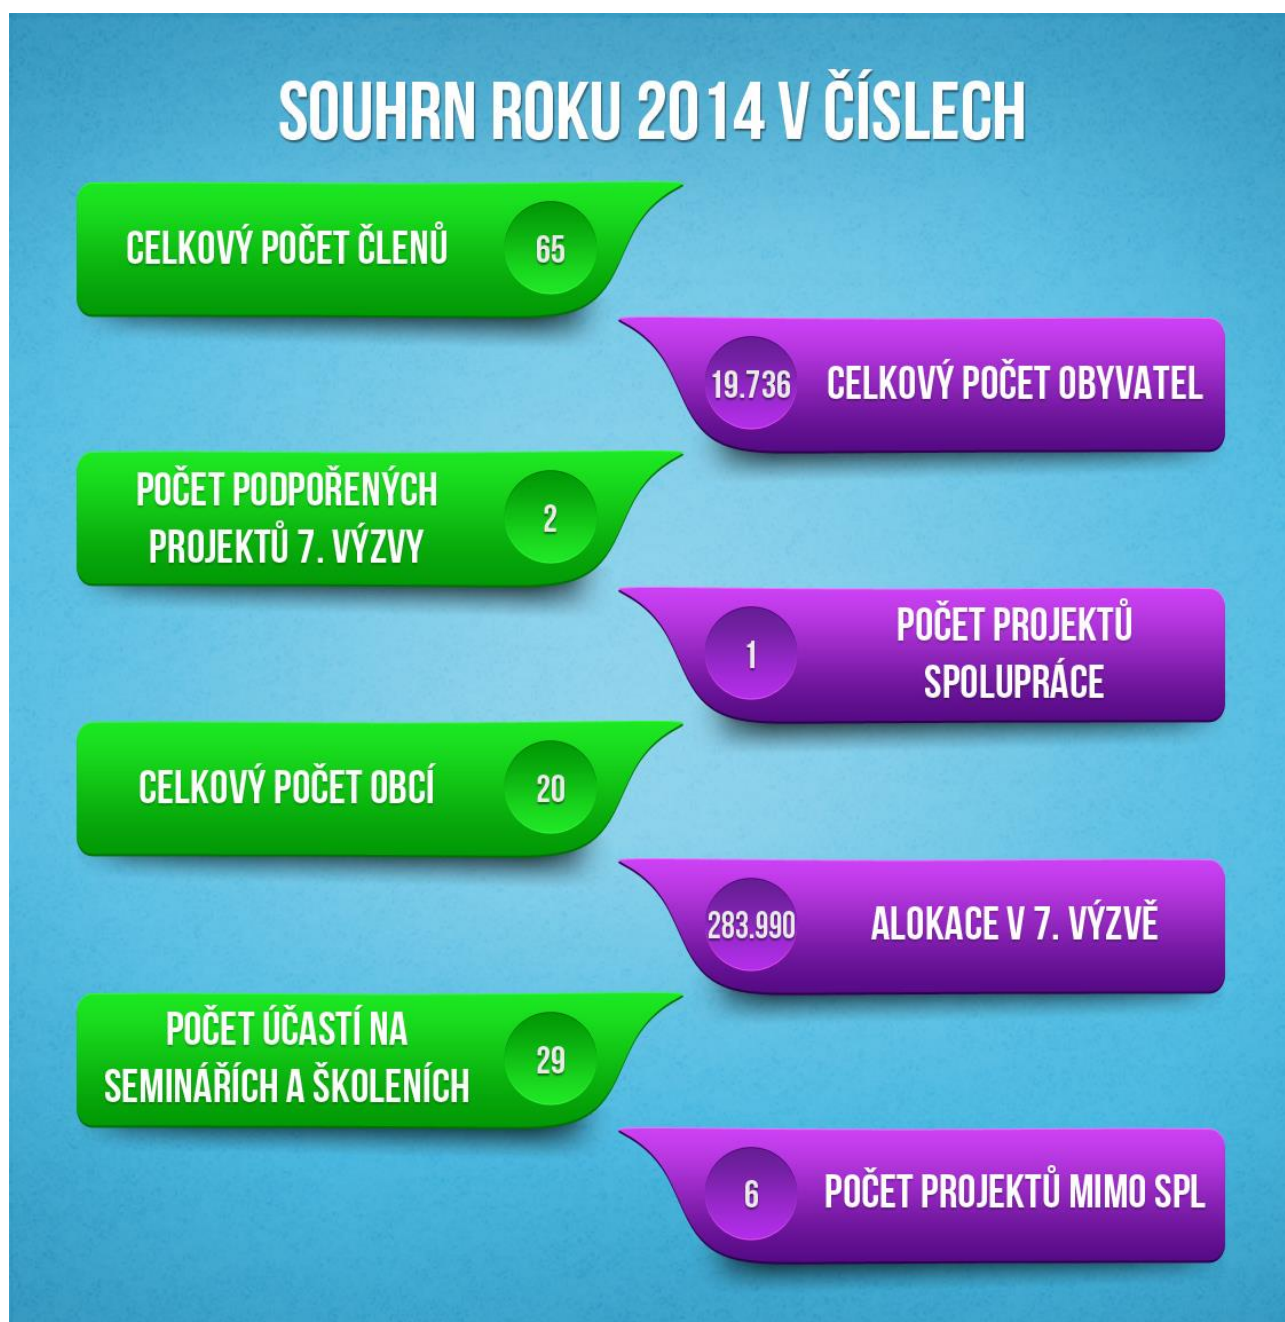 SOUHRN ROKU 2014 V ČÍSLECH
CELKOVÝ POČET ČLENŮ 65
19.736 CELKOVÝ POČET OBYVATEL
POČET PODPOŘENÝCH
PROJEKTŮ 7. VÝZVY
2
POČET PROJEKTŮ
SPOLUPRÁCE
1
CELKOVÝ POČET OBCÍ 20
283.990 ALOKACE V 7. VÝZVĚ
POČET ÚČASTÍ NA
SEMINÁŘÍCH A ŠKOLENÍCH
29
6 POČET PROJEKTŮ MIMO SPL